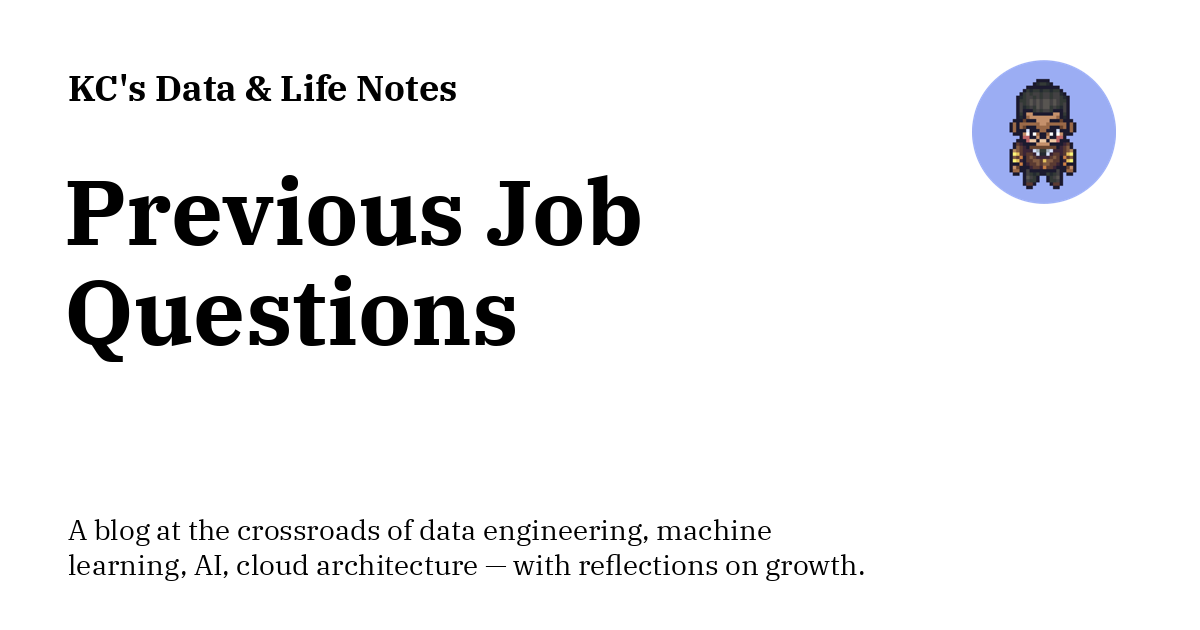 KC's Data & Life Notes
Previous Job
Questions
A blog at the crossroads of data engineering, machine
learning, AI, cloud architecture — with reflections on growth.